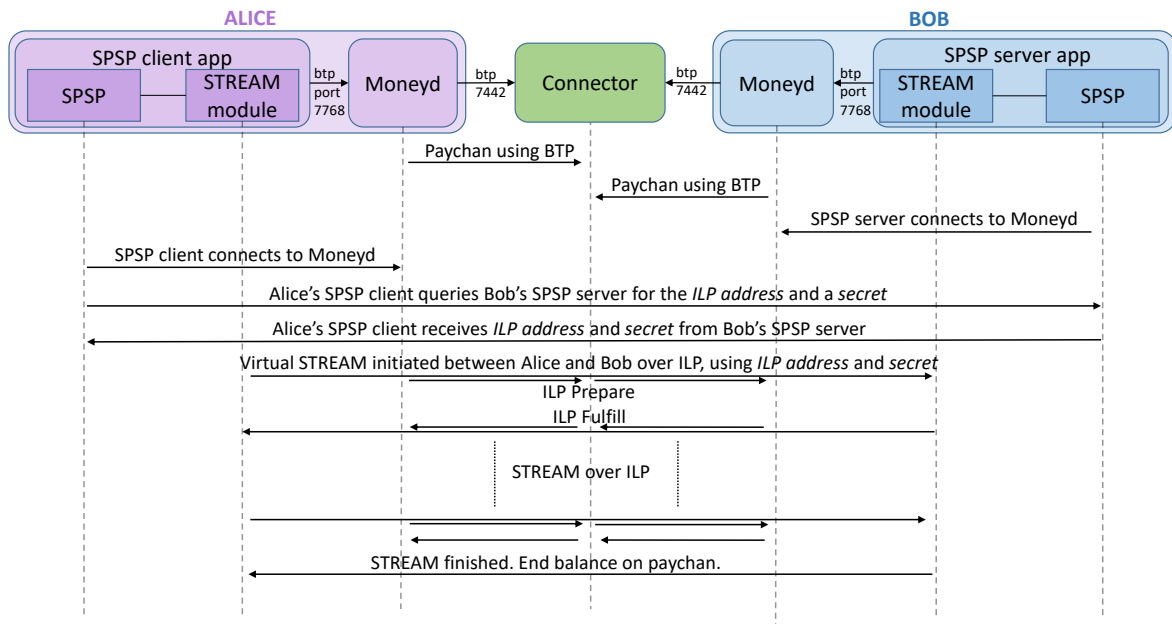 ALICE
BOB
SPSP client app
SPSP
STREAM
module
btp
port
7768
Moneyd
btp
7442
Connector
btp
7442
Moneyd
btp
port
7768
SPSP server app
STREAM
module
SPSP
Paychan using BTP
Paychan using BTP
SPSP server connects to Moneyd
SPSP client connects to Moneyd
Alice's SPSP client queries Bob's SPSP server for the ILP address and a secret
Alice's SPSP client receives ILP address and secret from Bob's SPSP server
Virtual STREAM initiated between Alice and Bob over ILP, using ILP address and secret
ILP Prepare
ILP Fulfill
STREAM over ILP
STREAM finished. End balance on paychan.